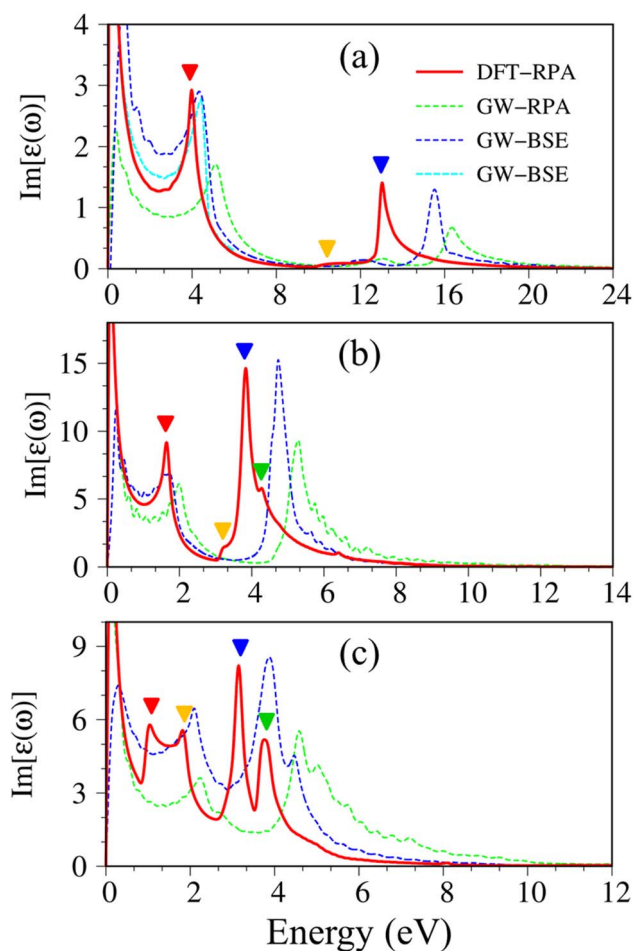 4
3
2
1
0
Im[ε(ω)]
(a)
DFT−RPA
GW−RPA
GW−BSE
GW−BSE
0 4 8 12 16 20 24
15
10
5
0
Im[ε(ω)]
(b)
0 2 4 6 8 10 12 14
9
6
3
0
Im[ε(ω)]
(c)
0 2 4 6 8 10 12
Energy (eV)